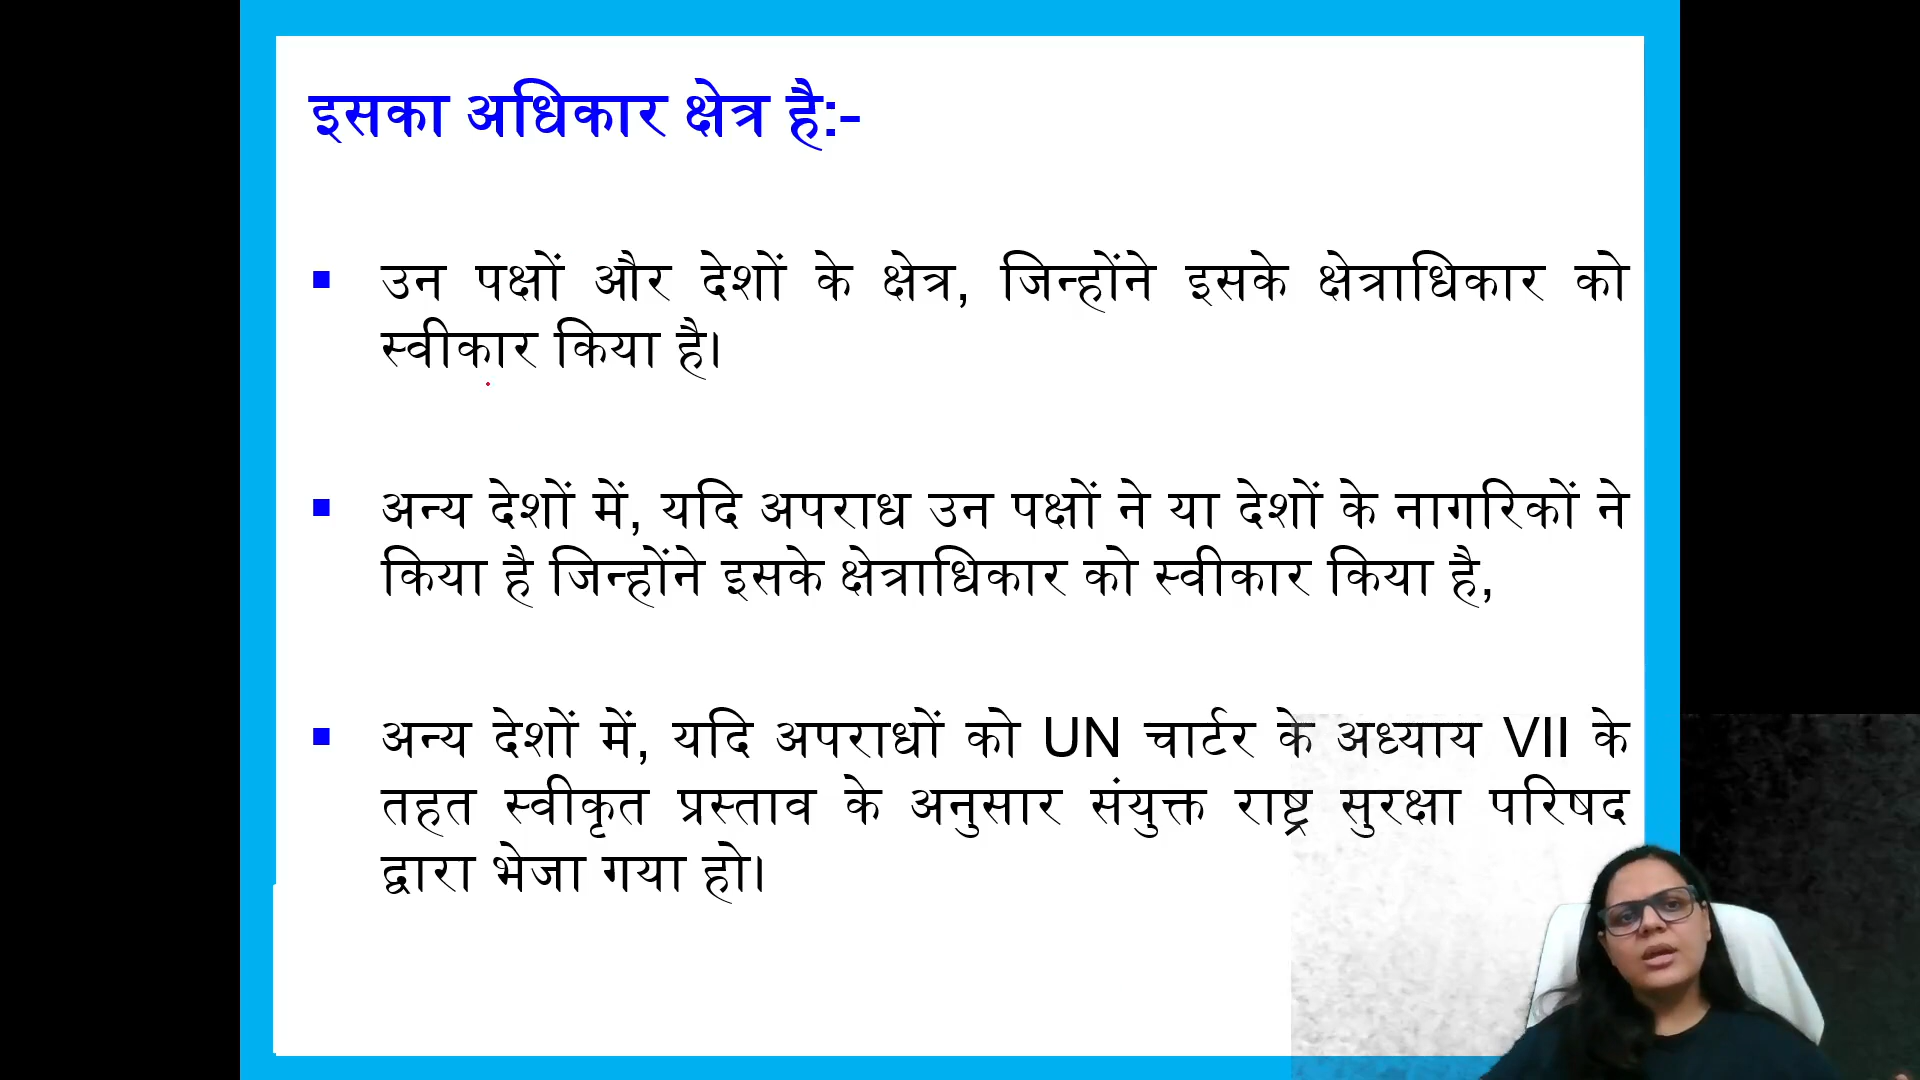 इसका अधिकार क्षेत्र है:-
▪ उन पक्षों और देशों के क्षेत्र, जिन्होंने इसके क्षेत्राधिकार को
स्वीकार किया है।
▪ अन्य देशों में, यदि अपराध उन पक्षों ने या देशों के नागरिकों ने
किया है जिन्होंने इसके क्षेत्राधिकार को स्वीकार किया है,
▪ अन्य देशों में, यदि अपराधों को UN चार्टर के अध्याय VII के
तहत स्वीकृत प्रस्ताव के अनुसार संयुक्त राष्ट्र सुरक्षा परिषद
द्वारा भेजा गया हो।